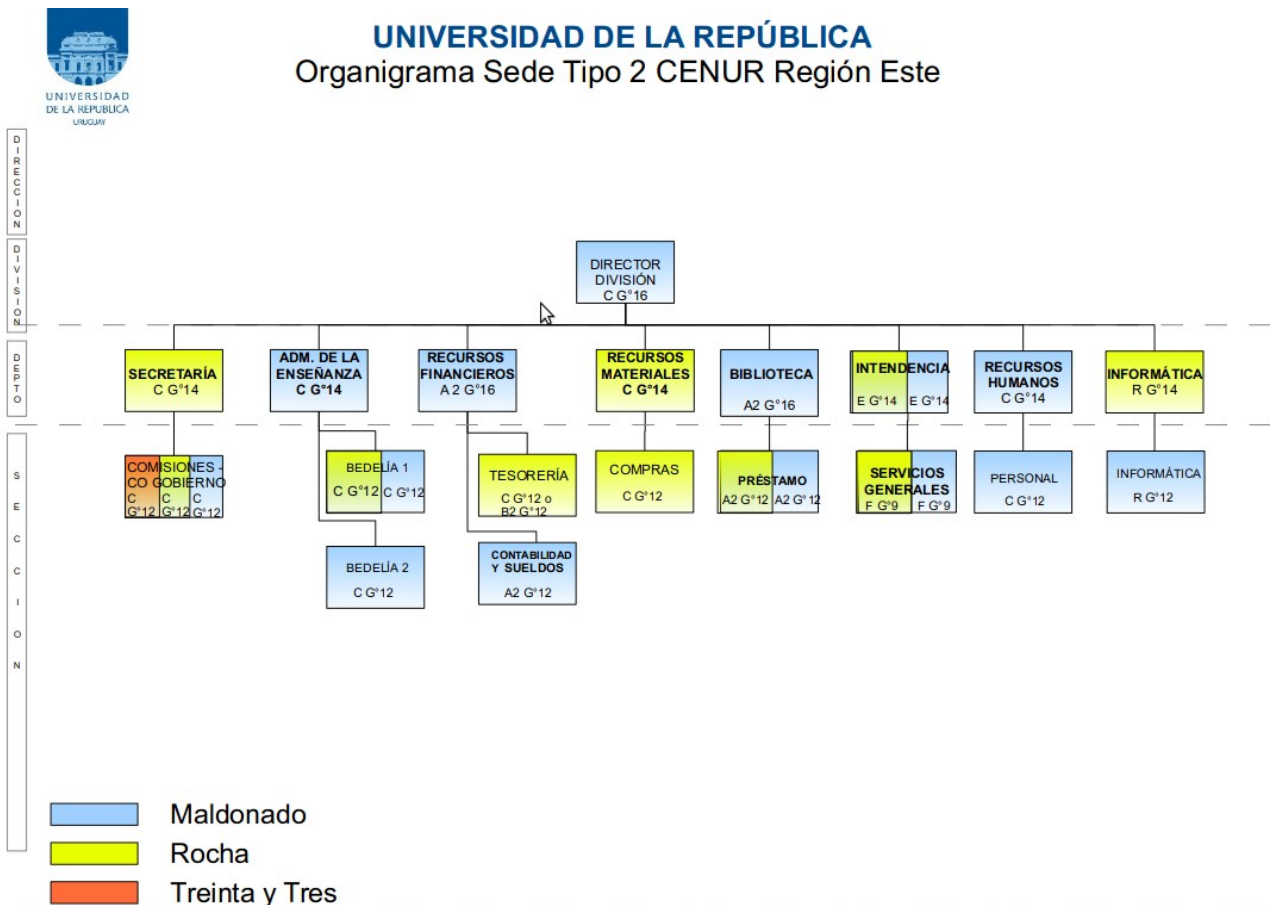 UNIVERSIDAD DE LA REPÚBLICA
Organigrama Sede Tipo 2 CENUR Región Este
UNIVERSIDAD
DE LA REPUBLICA
URUGUAY
DIRECCION
DIVISION
DEPTO
SECCION
DIRECTOR
DIVISIÓN
C G°16
SECRETARÍA
C G°14
ADM. DE LA
ENSEÑANZA
C G°14
RECURSOS
FINANCIEROS
A 2 G°16
RECURSOS
MATERIALES
C G°14
BIBLIOTECA
A2 G°16
INTENDENCIA
E G°14 E G°14
RECURSOS
HUMANOS
C G°14
INFORMÁTICA
R G°14
COMISIONES -
CO GOBIERNO
C C C
G°12 G°12 G°12
BEDELÍA 1
C G°12 C G°12
TESORERÍA
C G°12 o
B2 G°12
COMPRAS
C G°12
PRÉSTAMO
A2 G°12 A2 G°12
SERVICIOS
GENERALES
F G°9 F G°9
PERSONAL
C G°12
INFORMÁTICA
R G°12
BEDELÍA 2
C G°12
CONTABILIDAD
Y SUELDOS
A2 G°12
Maldonado
Rocha
Treinta y Tres